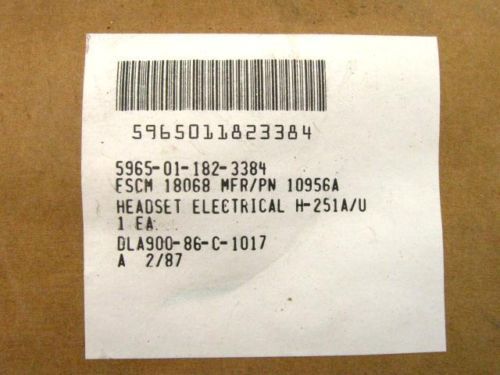 5965011823384
5965-01-182-3384
ESCM 18068 MFR/PN 10956A
HEADSET ELECTRICAL H-251A/U
1 EA
DLA900-86-C-1017
A 2/87